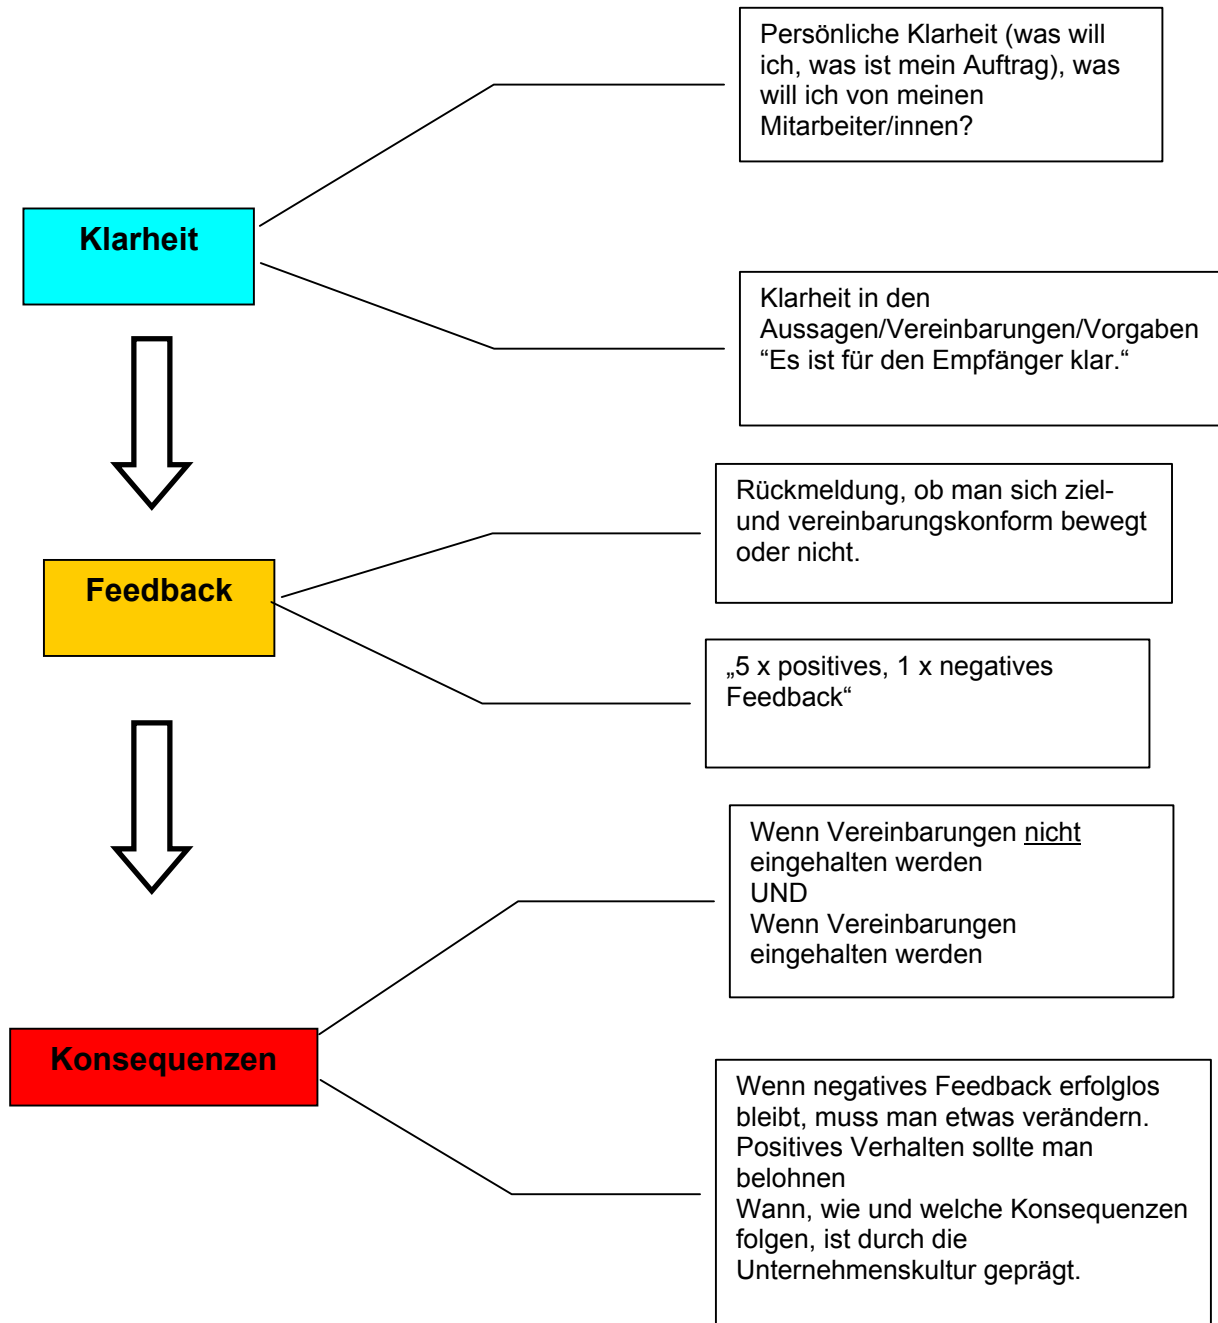 Persönliche Klarheit (was will
ich, was ist mein Auftrag), was
will ich von meinen
Mitarbeiter/innen?
Klarheit
Klarheit in den
Aussagen/Vereinbarungen/Vorgaben
“Es ist für den Empfänger klar.“
Rückmeldung, ob man sich ziel-
und vereinbarungskonform bewegt
oder nicht.
Feedback
„5 x positives, 1 x negatives
Feedback“
Wenn Vereinbarungen nicht
eingehalten werden
UND
Wenn Vereinbarungen
eingehalten werden
Konsequenzen
Wenn negatives Feedback erfolglos
bleibt, muss man etwas verändern.
Positives Verhalten sollte man
belohnen
Wann, wie und welche Konsequenzen
folgen, ist durch die
Unternehmenskultur geprägt.